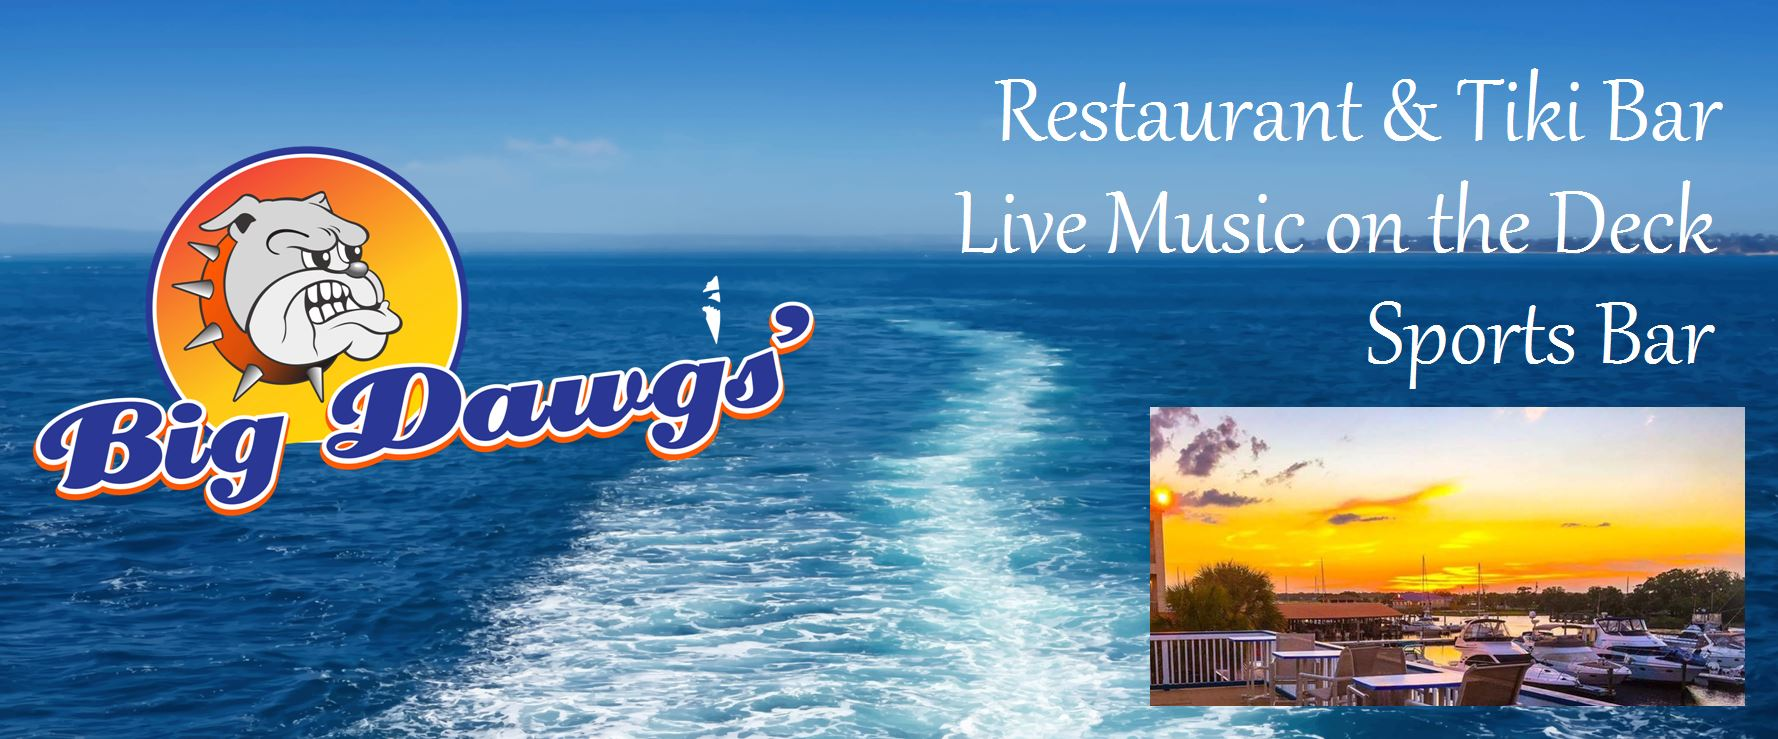 Restaurant & Tiki Bar
Live Music on the Deck
Sports Bar
Big Dawgs'